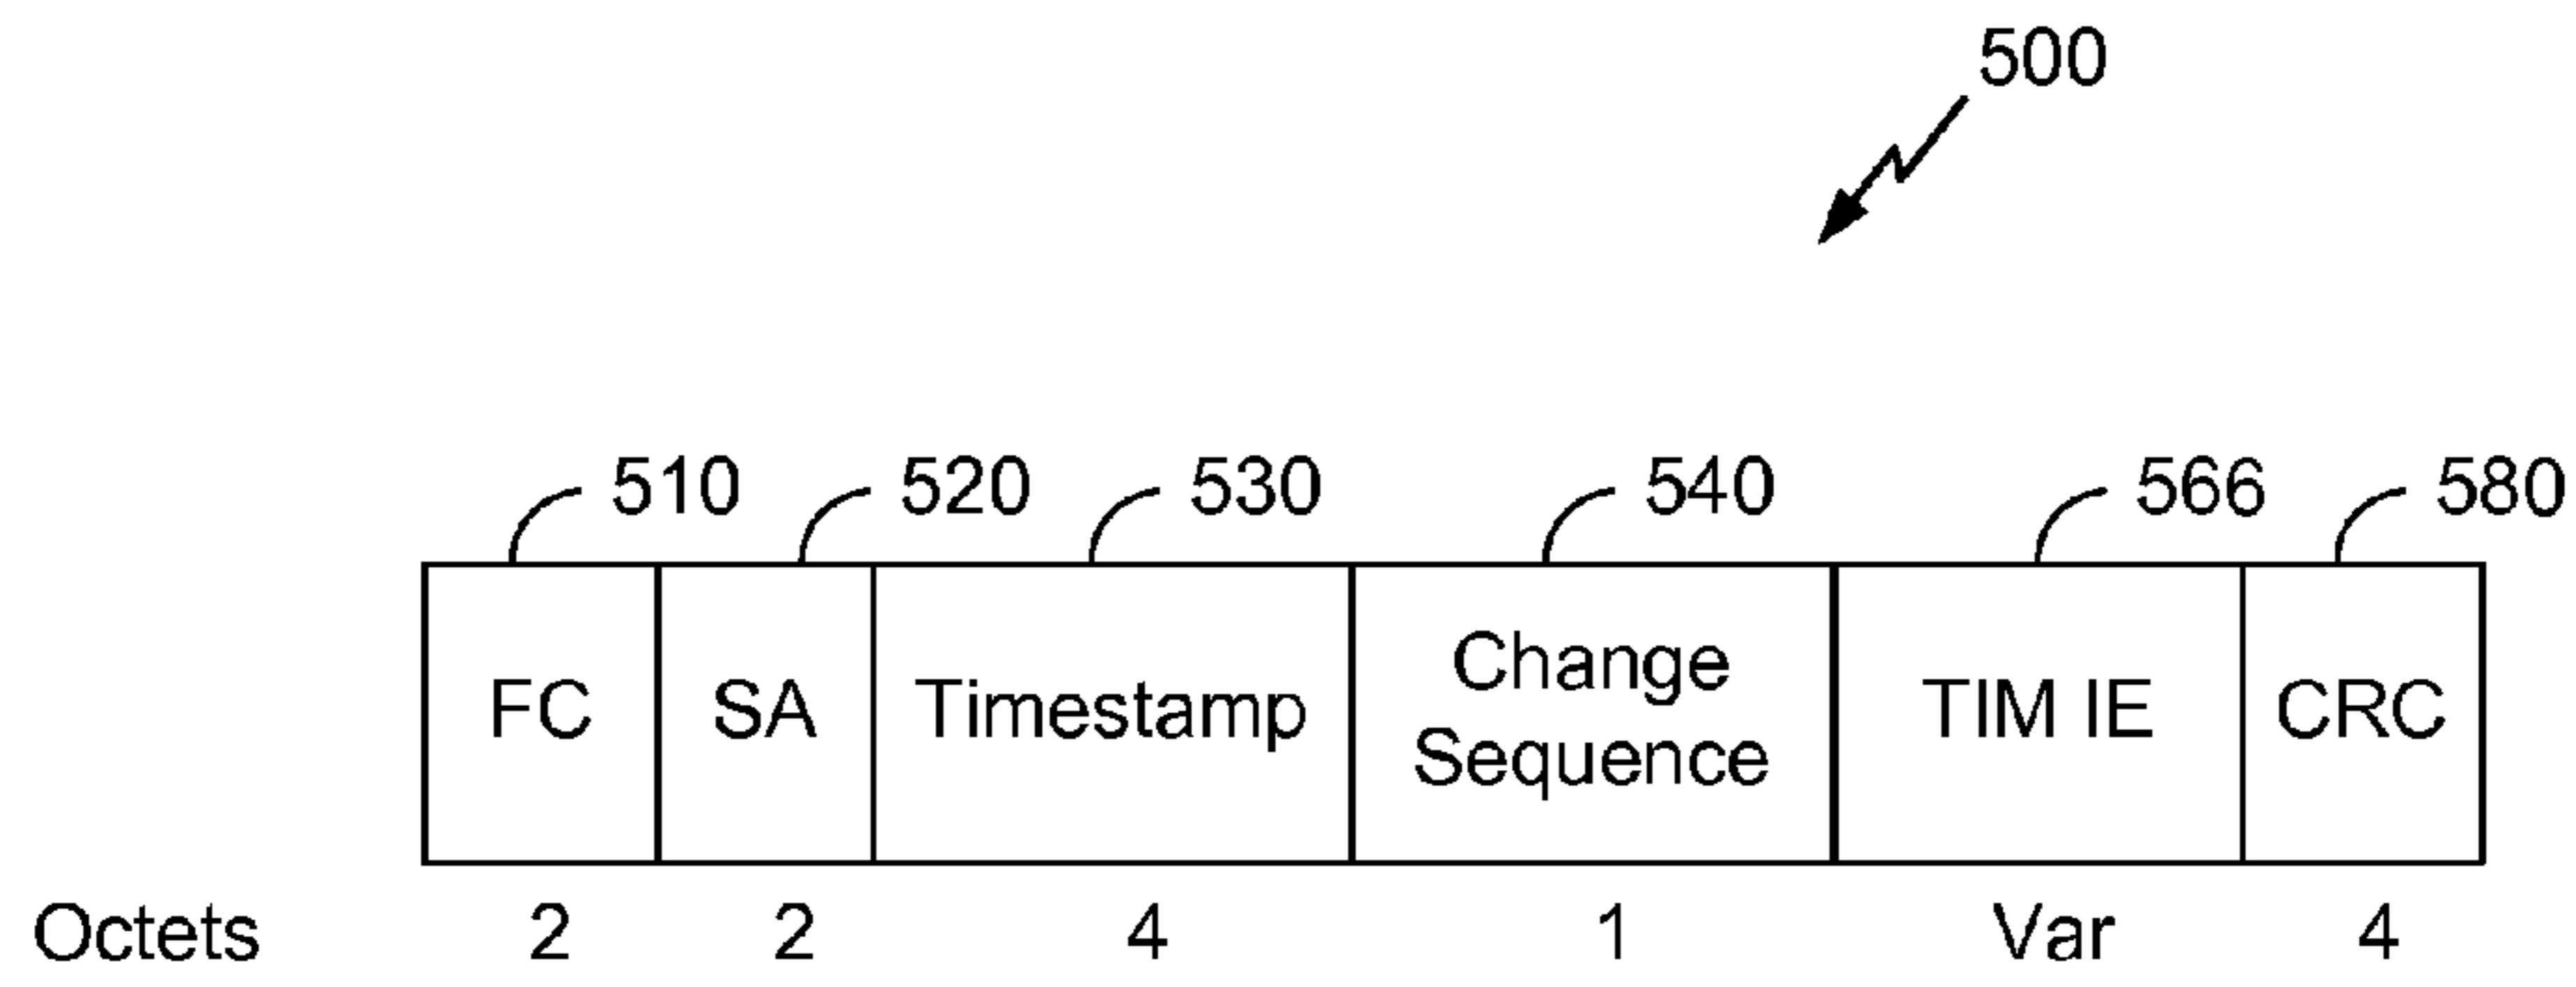 500
510 520 530 540 566 580
FC SA Timestamp Change Sequence TIM IE CRC
Octets 2 2 4 1 Var 4